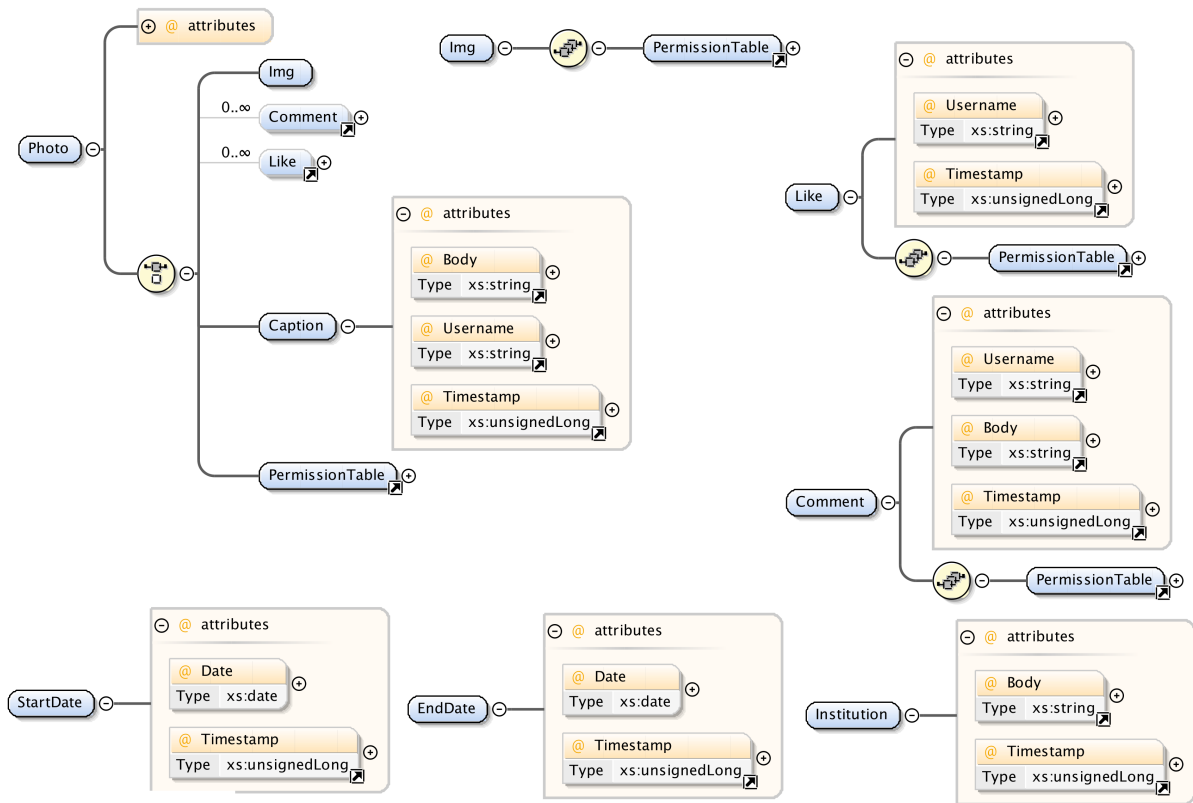 @ attributes
Photo
Img
0..∞
Comment
0..∞
Like
Caption
@ attributes
@ Body
Type xs:string
@ Username
Type xs:string
@ Timestamp
Type xs:unsignedLong
PermissionTable
Img
PermissionTable
Like
@ attributes
@ Username
Type xs:string
@ Timestamp
Type xs:unsignedLong
PermissionTable
Comment
@ attributes
@ Username
Type xs:string
@ Body
Type xs:string
@ Timestamp
Type xs:unsignedLong
PermissionTable
StartDate
@ attributes
@ Date
Type xs:date
@ Timestamp
Type xs:unsignedLong
EndDate
@ attributes
@ Date
Type xs:date
@ Timestamp
Type xs:unsignedLong
Institution
@ attributes
@ Body
Type xs:string
@ Timestamp
Type xs:unsignedLong